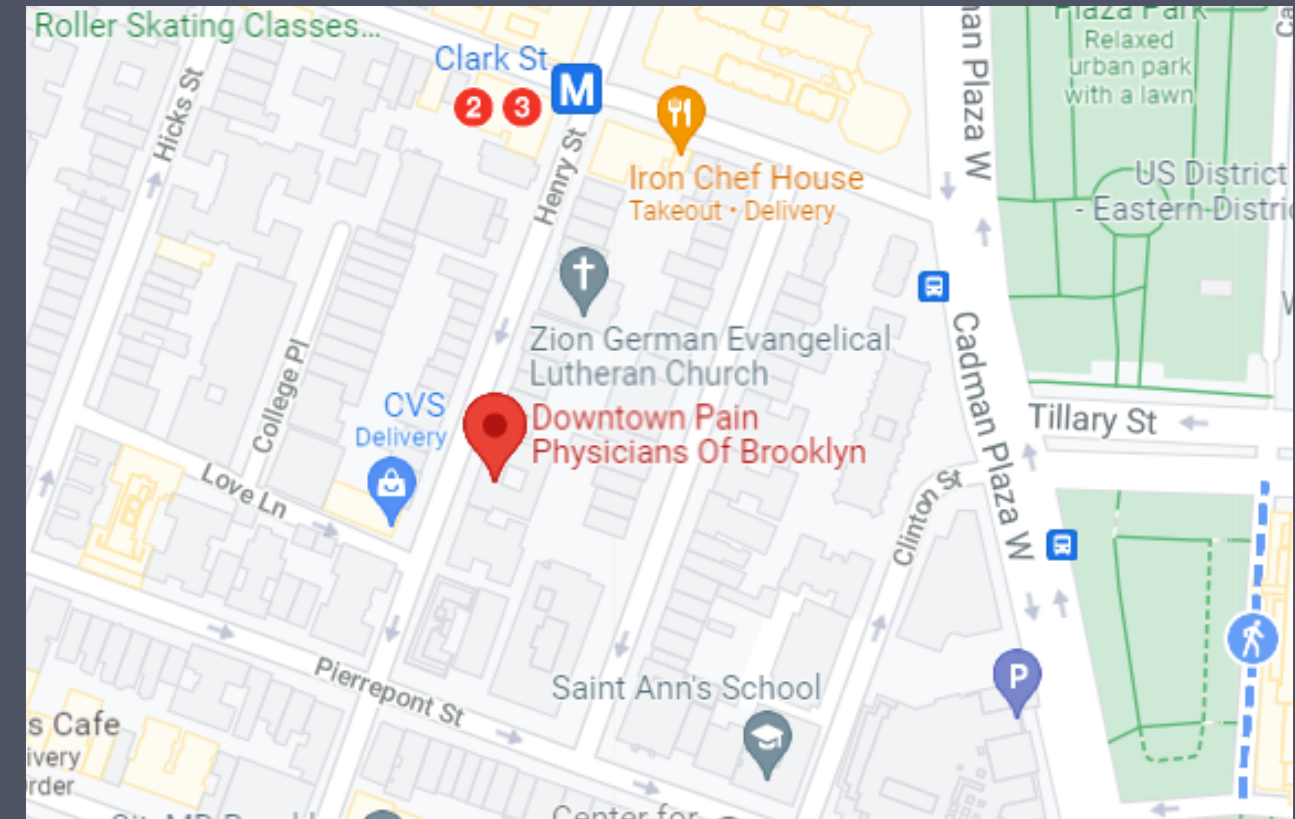 Roller Skating Classes...
Plaza Park
Relaxed
urban park
with a lawn
Clark St
M
2 3
Hicks St
Henry St
Plaza W
Iron Chef House
Takeout • Delivery
US District
- Eastern Distri
Zion German Evangelical
Lutheran Church
College Pl
CVS
Delivery
Downtown Pain
Physicians Of Brooklyn
Cadman Plaza W
Tillary St
Love Ln
Clinton St
Pierrepont St
Saint Ann's School
P
s Cafe
ivery
rder
Center for